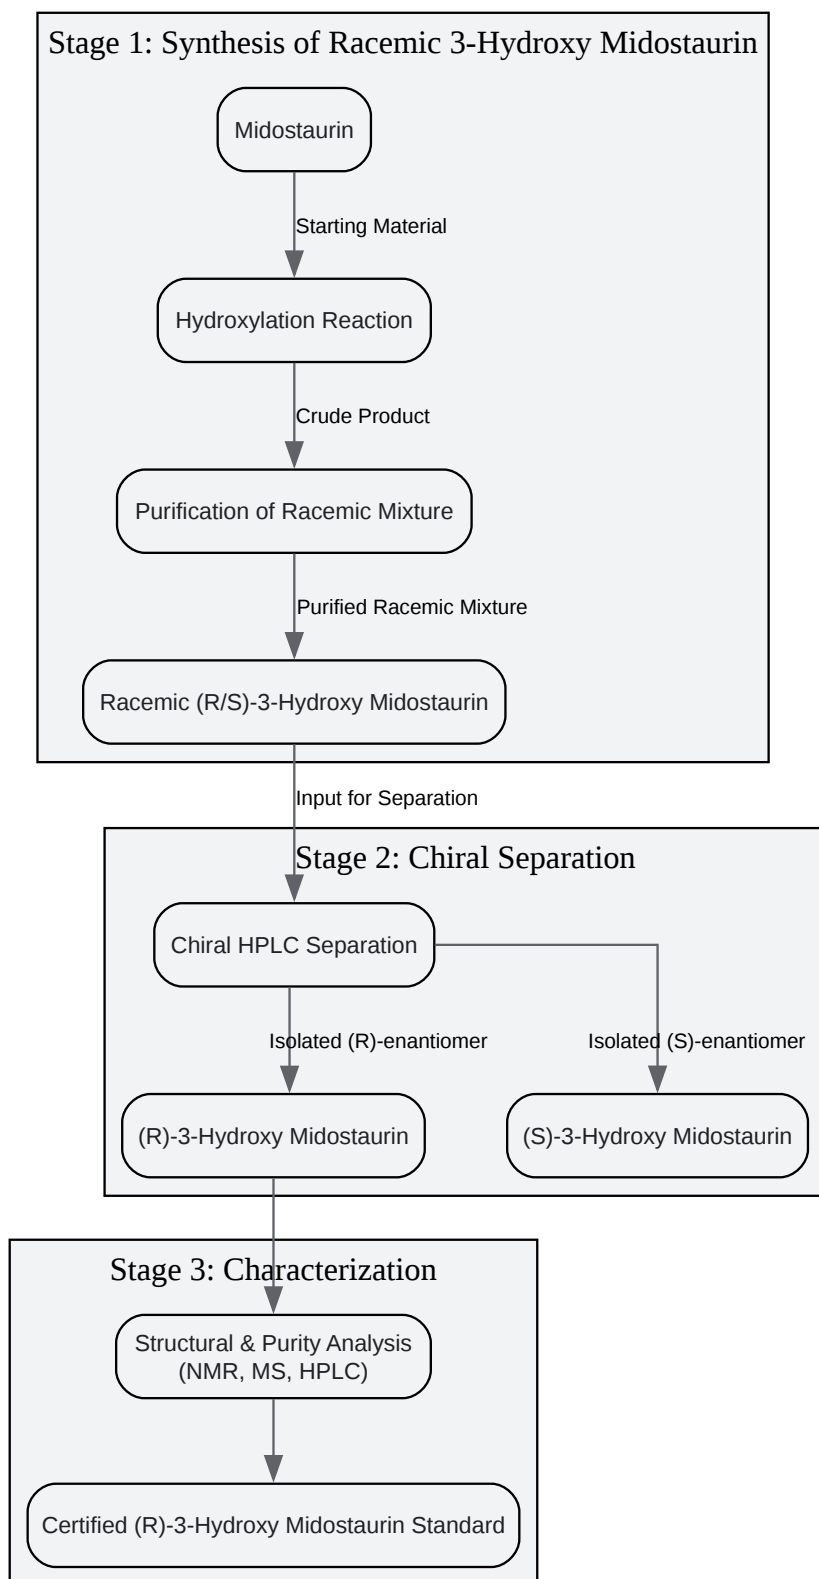 Stage 1: Synthesis of Racemic 3-Hydroxy Midostaurin
Midostaurin
Starting Material
Hydroxylation Reaction
Crude Product
Purification of Racemic Mixture
Purified Racemic Mixture
Racemic (R/S)-3-Hydroxy Midostaurin
Input for Separation
Stage 2: Chiral Separation
Chiral HPLC Separation
Isolated (R)-enantiomer
Isolated (S)-enantiomer
(R)-3-Hydroxy Midostaurin
(S)-3-Hydroxy Midostaurin
Stage 3: Characterization
Structural & Purity Analysis
(NMR, MS, HPLC)
Certified (R)-3-Hydroxy Midostaurin Standard